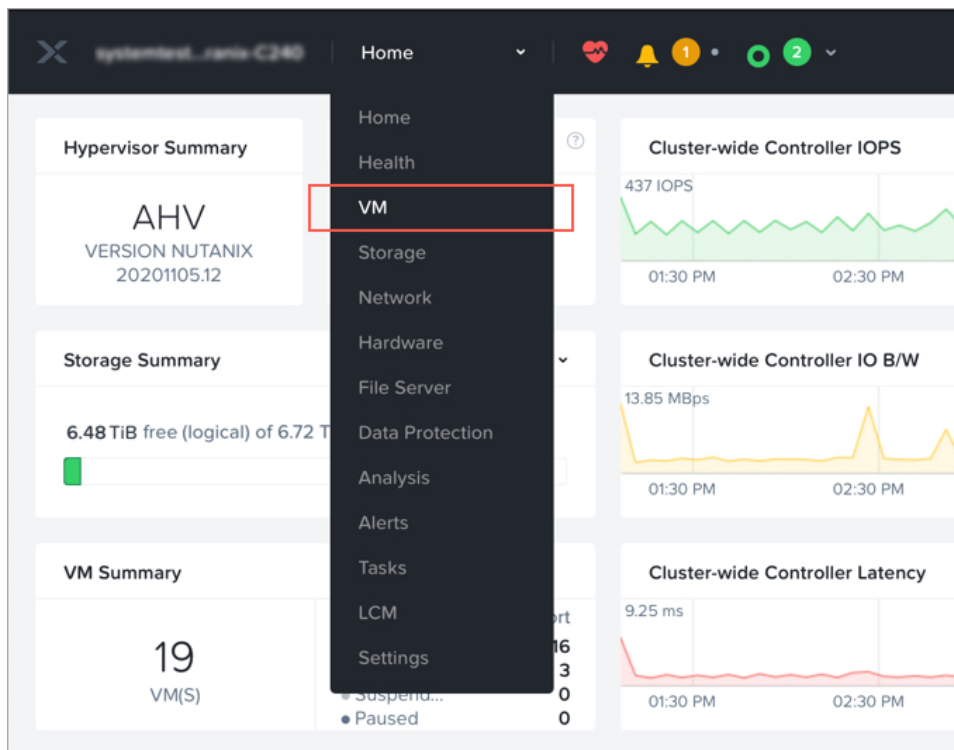 Home
1
2
Home
Health
VM
Storage
Network
Hardware
File Server
Data Protection
Analysis
Alerts
Tasks
LCM
Settings
Hypervisor Summary
?
AHV
VERSION NUTANIX
20201105.12
Cluster-wide Controller IOPS
437 IOPS
01:30 PM 02:30 PM
Storage Summary
6.48 TiB free (logical) of 6.72 T
Cluster-wide Controller IO B/W
13.85 MBps
01:30 PM 02:30 PM
VM Summary
19
VM(S)
ort
16
3
Suspend... 0
Paused 0
Cluster-wide Controller Latency
9.25 ms
01:30 PM 02:30 PM